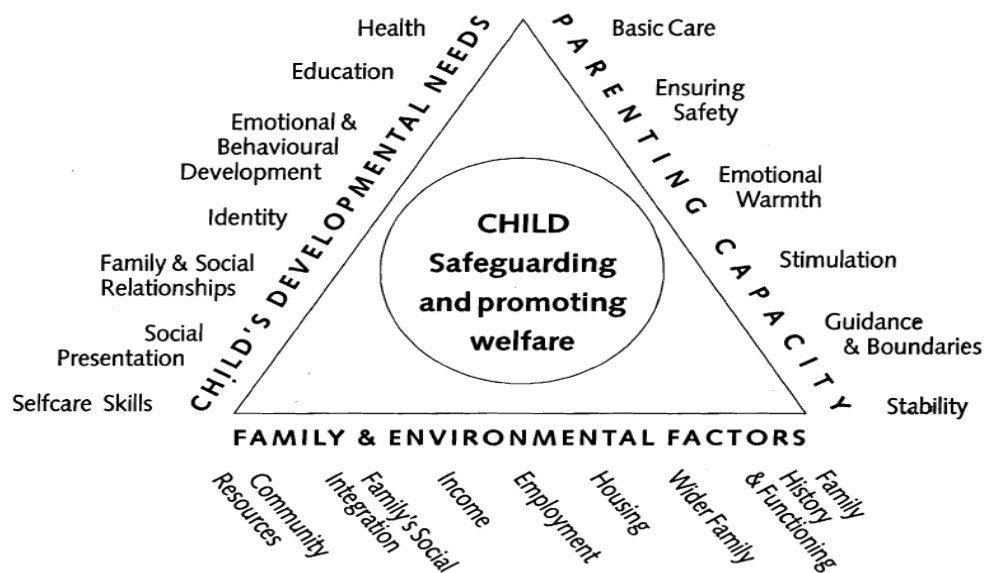 Health
Education
Emotional &
Behavioural
Development
Identity
Family & Social
Relationships
Social
Presentation
Selfcare Skills
CHILD'S DEVELOPMENTAL NEEDS
CHILD
Safeguarding
and promoting
welfare
PARENTING CAPACITY
Basic Care
Ensuring
Safety
Emotional
Warmth
Stimulation
Guidance
& Boundaries
Stability
FAMILY & ENVIRONMENTAL FACTORS
Community
Resources
Family's Social
Integration
Income
Employment
Housing
Wider Family
Family
History
& Functioning